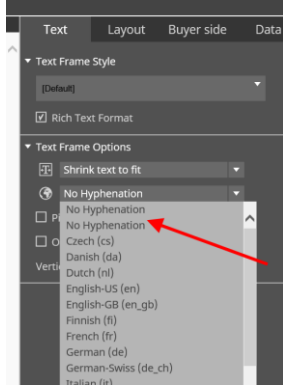 Text Layout Buyer side Data
Text Frame Style
[Default]
Rich Text Format
Text Frame Options
Shrink text to fit
No Hyphenation
No Hyphenation
No Hyphenation
Czech (cs)
Danish (da)
Dutch (nl)
English-US (en)
English-GB (en_gb)
Finnish (fi)
French (fr)
German (de)
German-Swiss (de_ch)
Italian (it)